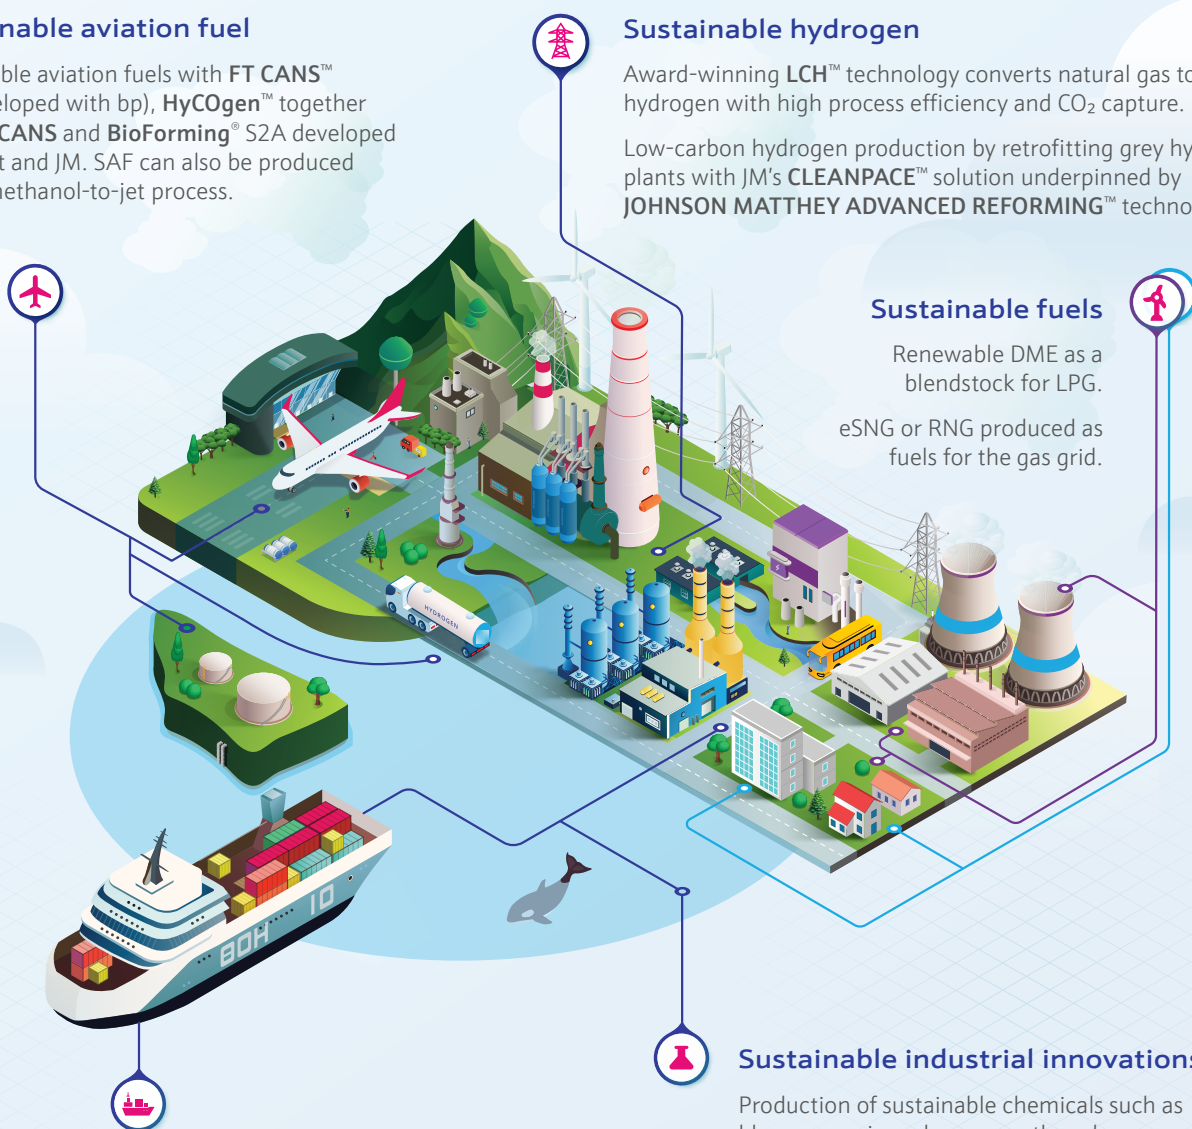 nable aviation fuel
ble aviation fuels with FT CANS™
eloped with bp), HyCOgen™ together
CANS and BioForming® S2A developed
t and JM. SAF can also be produced
nethanol-to-jet process.
Sustainable hydrogen
Award-winning LCH™ technology converts natural gas to
hydrogen with high process efficiency and CO₂ capture.
Low-carbon hydrogen production by retrofitting grey hy
plants with JM's CLEANPACE™ solution underpinned by
JOHNSON MATTHEY ADVANCED REFORMING™ techno
Sustainable fuels
Renewable DME as a
blendstock for LPG.
eSNG or RNG produced as
fuels for the gas grid.
HYDROGEN
80H 10
Sustainable industrial innovations
Production of sustainable chemicals such as